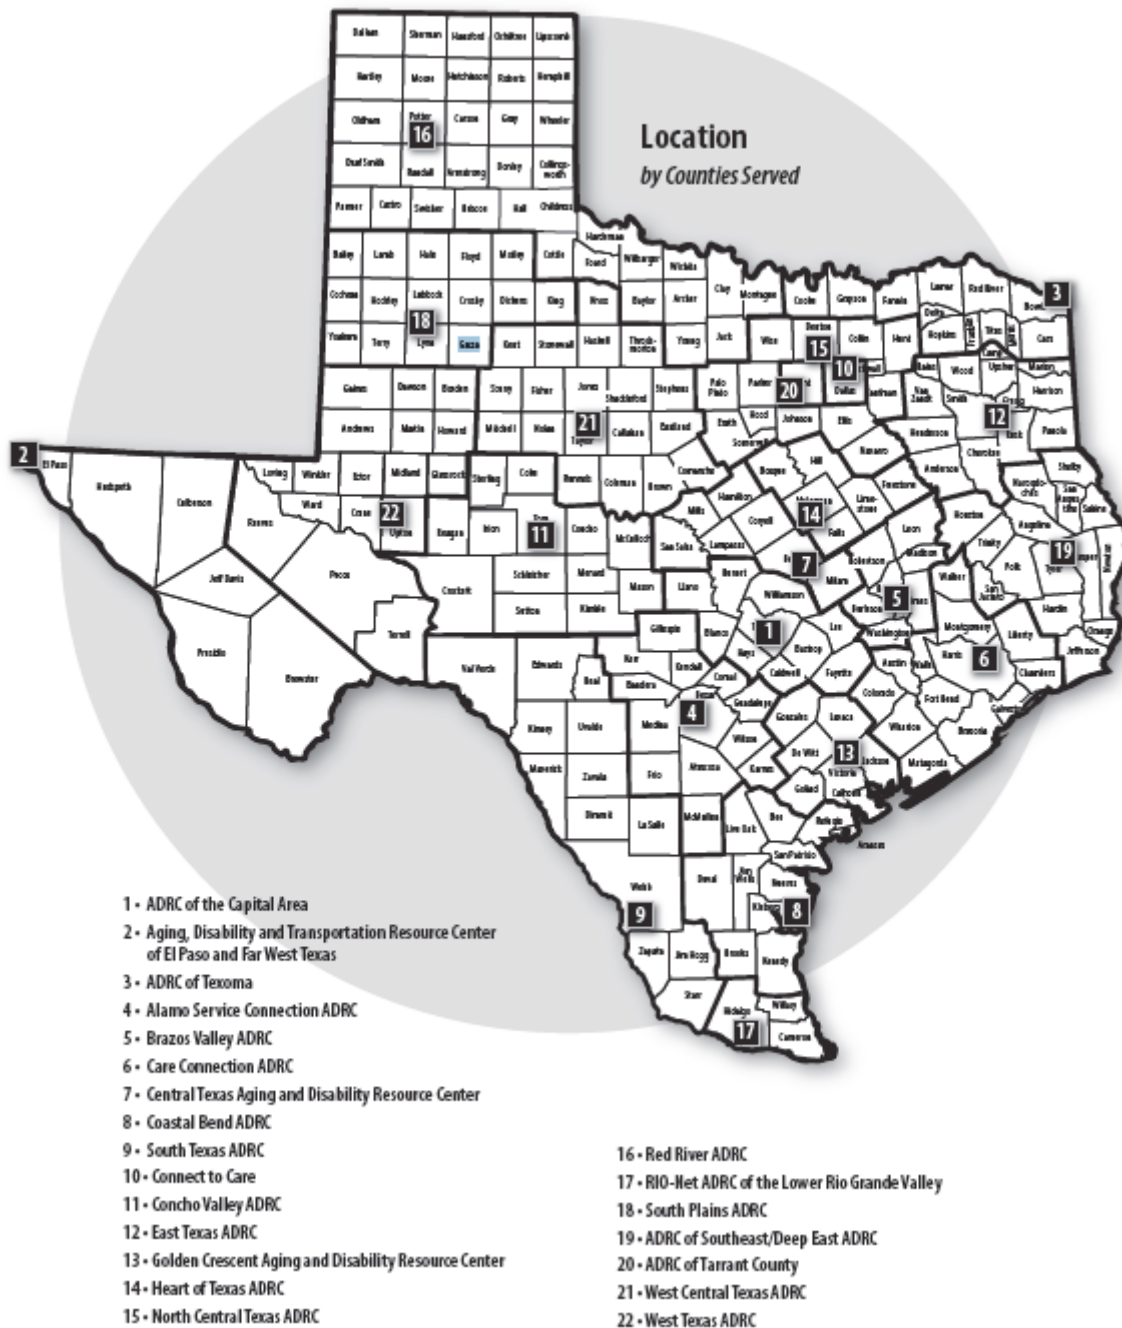 Location
by Counties Served
Dallam Sherman Hansford Ochiltree Lipscomb
Hartley Moore Hutchinson Roberts Hemphill
Oldham Potter Carson Gray Wheeler
16
Deaf Smith Randall Armstrong Donley Collings-
worth
Parmer Castro Swisher Briscoe Hall Childress
Hardeman
Bailey Lamb Hale Floyd Motley Cottle Foard Wilbarger Wichita
Clay Montague Cooke Grayson Fannin Lamar Red River
3
Cochran Hockley Lubbock Crosby Dickens King Knox Baylor Archer
Delta
18
Yoakum Terry Lynn Garza Kent Stonewall Haskell Throck-
morton Young Jack Wise Denton Collin Hunt Hopkins Titus Cass
15
10
Gaines Dawson Borden Scurry Fisher Jones Shackelford Stephens Palo
Pinto Parker 20 Dallas Van
Zandt Wood Upshur Marion
Harrison
Smith
12
Andrews Martin Howard Mitchell Nolan Taylor Callahan Eastland Erath Hood Johnson Ellis Henderson Rusk Panola
21
Somervell
2
El Paso Hudspeth Culberson Loving Winkler Ector Midland Glasscock Sterling Coke Runnels Coleman Brown Comanche Bosque Hill Navarro Anderson Cherokee Shelby
Hamilton Freestone
Reeves Ward Crane 22 Upton Reagan Irion Tom 11 Concho McCulloch San Saba Mills Coryell 14 Lime-
stone Falls Leon Houston Angelina Sabine
Lampasas
7
Robertson Madison Trinity Polk 19 Tyler Jasper
Jeff Davis Pecos Crockett Schleicher Menard Mason Llano Burnet Williamson Milam 5 Walker San
Jacinto
Sutton Kimble Burleson Hardin
Terrell Gillespie Blanco 1 Lee Washington Montgomery Liberty Orange
Hays Bastrop Jefferson
Presidio Brewster Val Verde Edwards Real Kerr Kendall Comal Caldwell Fayette Austin Harris 6 Chambers
Bandera Bexar Guadalupe Colorado Fort Bend
4
Kinney Uvalde Medina Wilson Gonzales Lavaca Wharton Brazoria
Maverick Zavala Frio Atascosa Karnes De Witt 13 Jackson Matagorda
Victoria
Goliad Calhoun
Dimmit La Salle McMullen Live Oak Bee Refugio
Aransas
San Patricio
Webb Duval Jim
Wells Nueces
9
Kleberg 8
Zapata Jim Hogg Brooks Kenedy
Starr Hidalgo Willacy
17
Cameron
1 • ADRC of the Capital Area
2 • Aging, Disability and Transportation Resource Center
of El Paso and Far West Texas
3 • ADRC of Texoma
4 • Alamo Service Connection ADRC
5 • Brazos Valley ADRC
6 • Care Connection ADRC
7 • Central Texas Aging and Disability Resource Center
8 • Coastal Bend ADRC
9 • South Texas ADRC
10 • Connect to Care
11 • Concho Valley ADRC
12 • East Texas ADRC
13 • Golden Crescent Aging and Disability Resource Center
14 • Heart of Texas ADRC
15 • North Central Texas ADRC
16 • Red River ADRC
17 • RIO-Net ADRC of the Lower Rio Grande Valley
18 • South Plains ADRC
19 • ADRC of Southeast/Deep East ADRC
20 • ADRC of Tarrant County
21 • West Central Texas ADRC
22 • West Texas ADRC